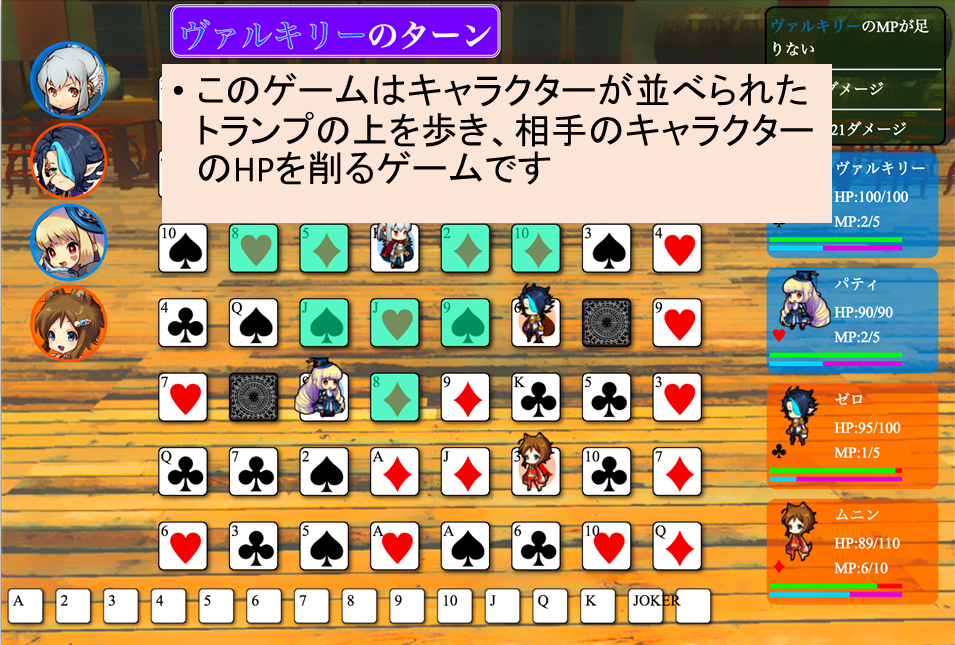 ヴァルキリーのターン
ヴァルキリーのMPが足
りない
ダメージ
21ダメージ
• このゲームはキャラクターが並べられた
トランプの上を歩き、相手のキャラクター
のHPを削るゲームです
ヴァルキリー
HP:100/100
MP:2/5
パティ
HP:90/90
MP:2/5
ゼロ
HP:95/100
MP:1/5
ムニン
HP:89/110
MP:6/10
10 8 5 2 10 3 4
4 Q J J 9 6 9
7 8 9 K 5 3
Q 7 2 A J 3 10 7
6 3 5 A A 6 10 Q
A 2 3 4 5 6 7 8 9 10 J Q K JOKER